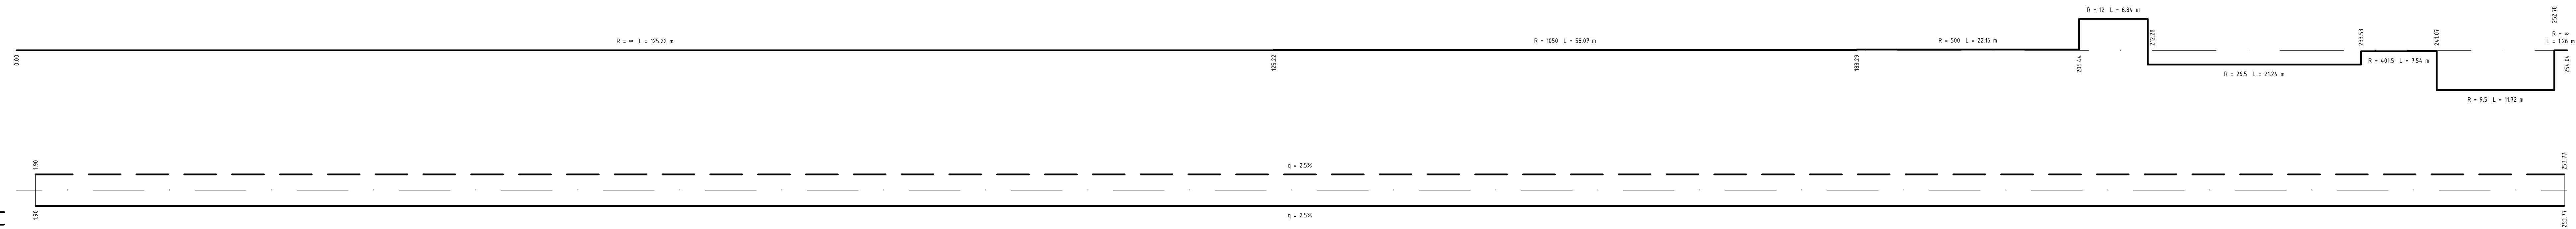 252.78
R = 12 L = 6.84 m
R = ∞
L = 1.26 m
R = ∞ L = 125.22 m
R = 1050 L = 58.07 m
R = 500 L = 22.16 m
212.28
233.53
241.07
0.00
125.22
183.29
205.44
254.04
R = 401.5 L = 7.54 m
R = 26.5 L = 21.24 m
R = 9.5 L = 11.72 m
1.90
q = 2.5%
253.77
1.90
q = 2.5%
253.77